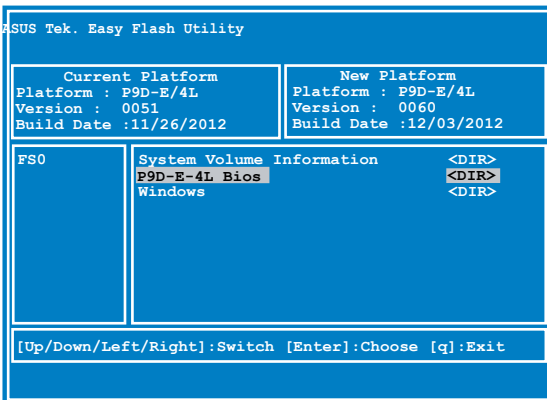 ASUS Tek. Easy Flash Utility
Current Platform
Platform : P9D-E/4L
Version : 0051
Build Date :11/26/2012
New Platform
Platform : P9D-E/4L
Version : 0060
Build Date :12/03/2012
FS0
System Volume Information <DIR>
P9D-E-4L Bios <DIR>
Windows <DIR>
[Up/Down/Left/Right]:Switch [Enter]:Choose [q]:Exit